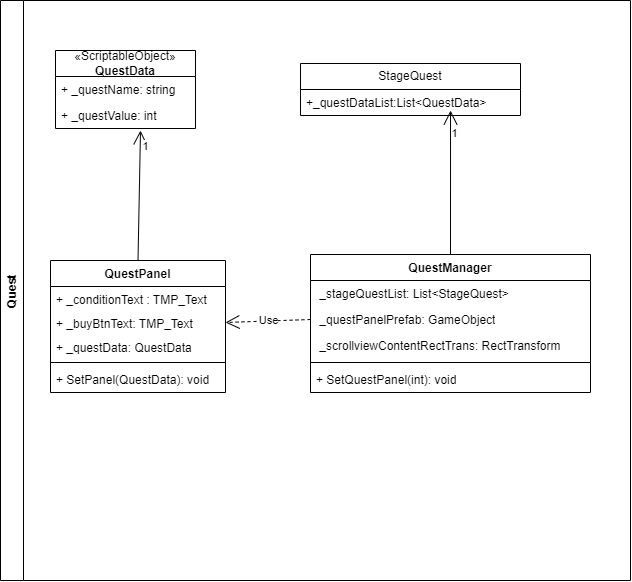 Quest
«ScriptableObject»
QuestData
+ _questName: string
+ _questValue: int
StageQuest
+_questDataList:List<QuestData>
1
1
QuestPanel
+ _conditionText : TMP_Text
+ _buyBtnText: TMP_Text
+ _questData: QuestData
+ SetPanel(QuestData): void
Use
QuestManager
_stageQuestList: List<StageQuest>
_questPanelPrefab: GameObject
_scrollviewContentRectTrans: RectTransform
+ SetQuestPanel(int): void